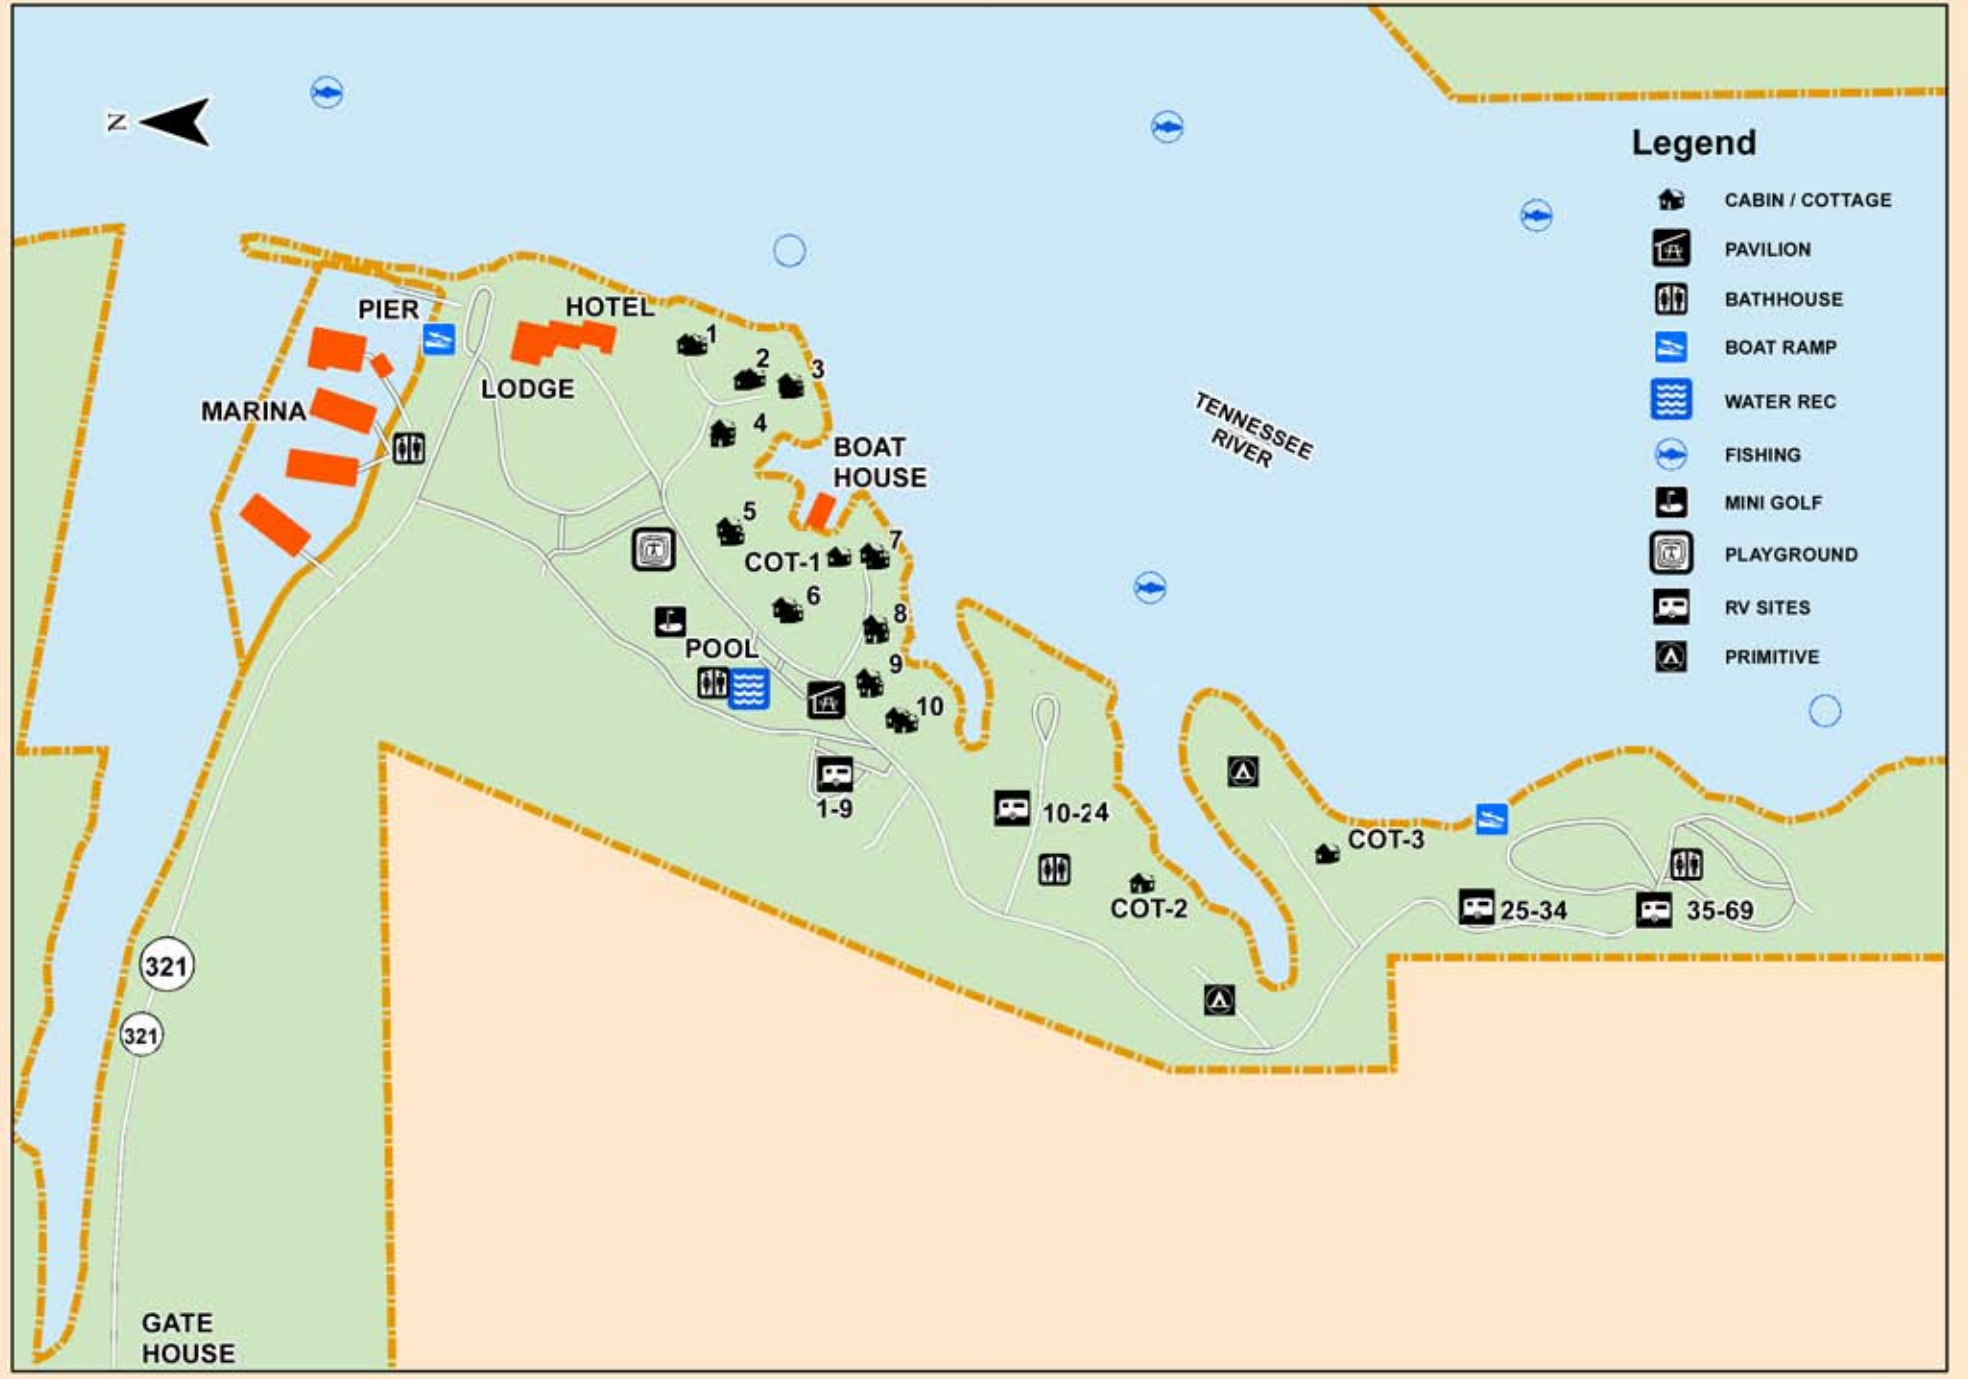 N
Legend
CABIN / COTTAGE
PAVILION
BATHHOUSE
BOAT RAMP
WATER REC
FISHING
MINI GOLF
PLAYGROUND
RV SITES
PRIMITIVE
PIER
HOTEL
LODGE
MARINA
1
2
3
4
BOAT
HOUSE
TENNESSEE
RIVER
5
COT-1
7
6
8
POOL
9
10
1-9
10-24
COT-2
COT-3
25-34
35-69
321
321
GATE
HOUSE